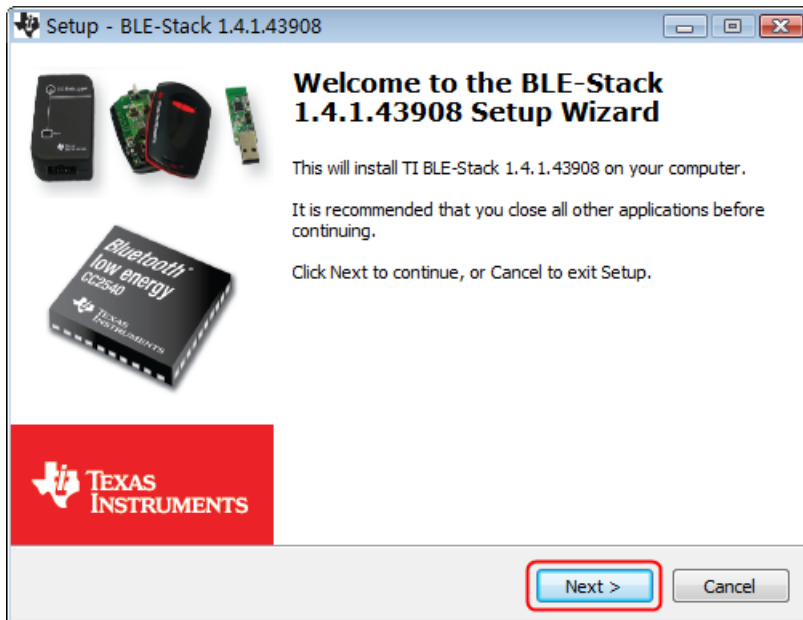 Setup - BLE-Stack 1.4.1.43908
Welcome to the BLE-Stack
1.4.1.43908 Setup Wizard
This will install TI BLE-Stack 1.4.1.43908 on your computer.
It is recommended that you close all other applications before
continuing.
Click Next to continue, or Cancel to exit Setup.
Bluetooth®
low energy
CC2540
TEXAS
INSTRUMENTS
TEXAS
INSTRUMENTS
Next >
Cancel